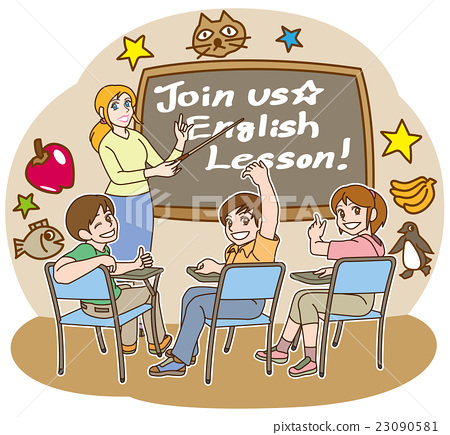 Join us☆
English
Lesson!
PIXTA
23090581